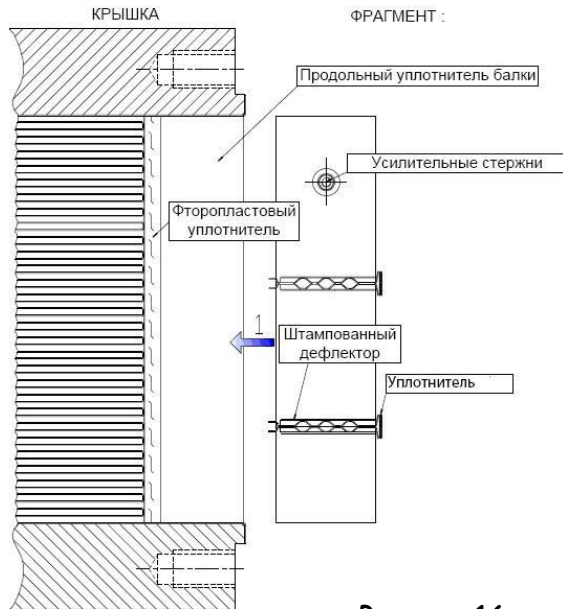 КРЫШКА
ФРАГМЕНТ :
Продольный уплотнитель балки
Усилительные стержни
Фторопластовый
уплотнитель
1
Штампованный
дефлектор
Уплотнитель